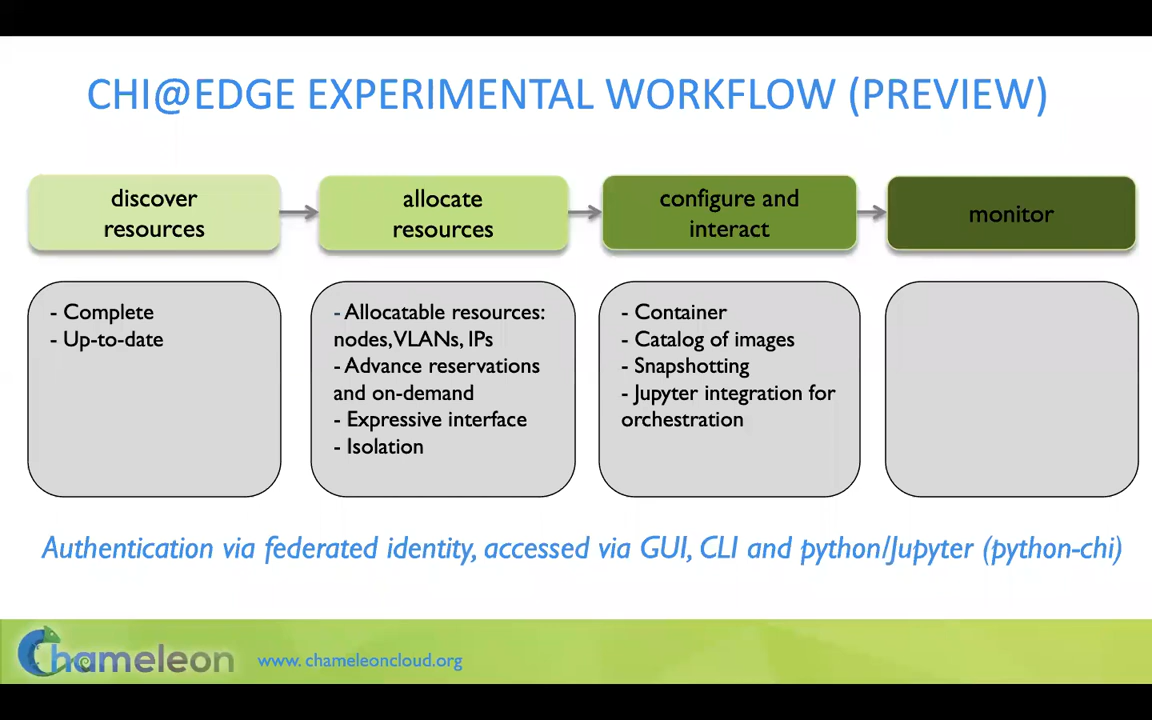 CHI@EDGE EXPERIMENTAL WORKFLOW (PREVIEW)
discover
resources
allocate
resources
configure and
interact
monitor
- Complete
- Up-to-date
- Allocatable resources:
nodes, VLANs, IPs
- Advance reservations
and on-demand
- Expressive interface
- Isolation
- Container
- Catalog of images
- Snapshotting
- Jupyter integration for
orchestration
Authentication via federated identity, accessed via GUI, CLI and python/Jupyter (python-chi)
Chameleon
www. chameleoncloud.org